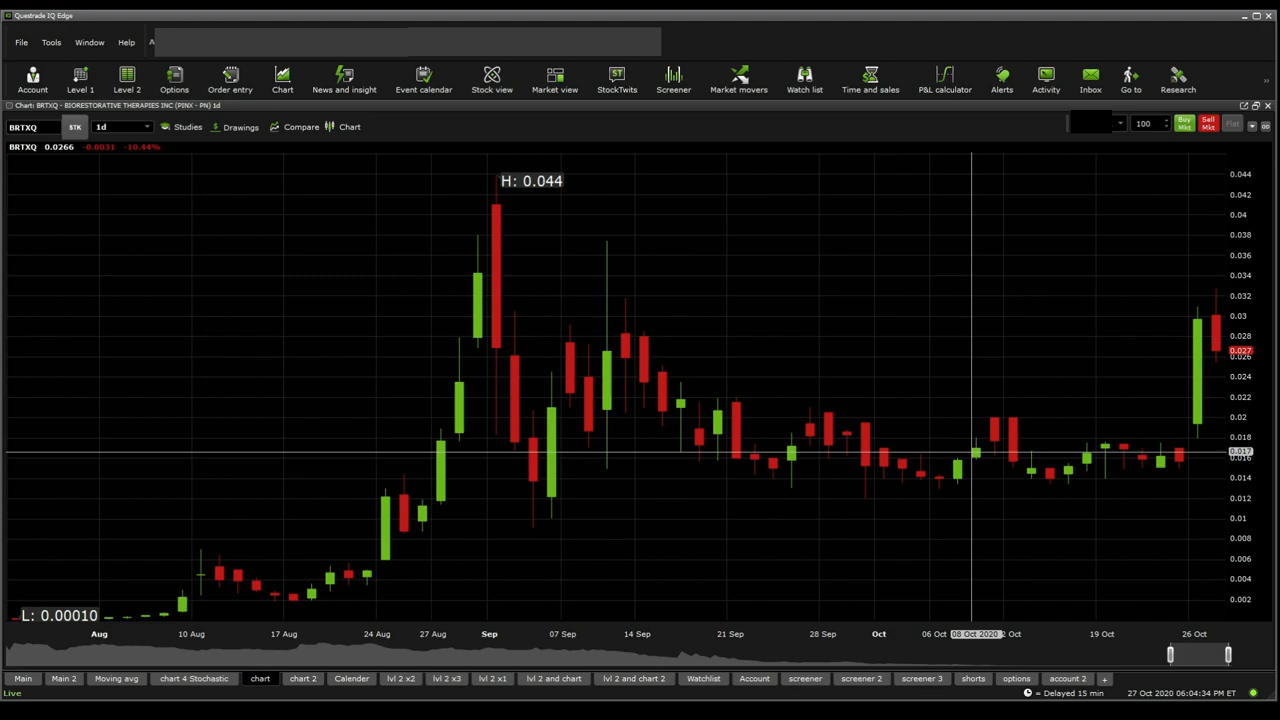 Questrade IQ Edge
File Tools Window Help A
Account Level 1 Level 2 Options Order entry Chart News and insight Event calendar Stock view Market view StockTwits Screener Market movers Watch list Time and sales P&L calculator Alerts Activity Inbox Go to Research
Chart: BRTXQ - BIORESTORATIVE THERAPIES INC (PINX - PN) 1d
BRTXQ STK 1d Studies Drawings Compare Chart 100 Buy Mkt Sell Mkt Flat
BRTXQ 0.0266 -0.0031 -10.44%
H: 0.044
0.044
0.042
0.04
0.038
0.036
0.034
0.032
0.03
0.028
0.027
0.026
0.024
0.022
0.02
0.018
0.017
0.016
0.014
0.012
0.01
0.008
0.006
0.004
0.002
L: 0.00010
Aug 10 Aug 17 Aug 24 Aug 27 Aug Sep 07 Sep 14 Sep 21 Sep 28 Sep Oct 06 Oct 08 Oct 2020 2 Oct 19 Oct 26 Oct
Main Main 2 Moving avg chart 4 Stochastic chart chart 2 Calender lvl 2 x2 lvl 2 x3 lvl 2 x1 lvl 2 and chart lvl 2 and chart 2 Watchlist Account screener screener 2 screener 3 shorts options account 2 +
Live = Delayed 15 min 27 Oct 2020 06:04:34 PM ET